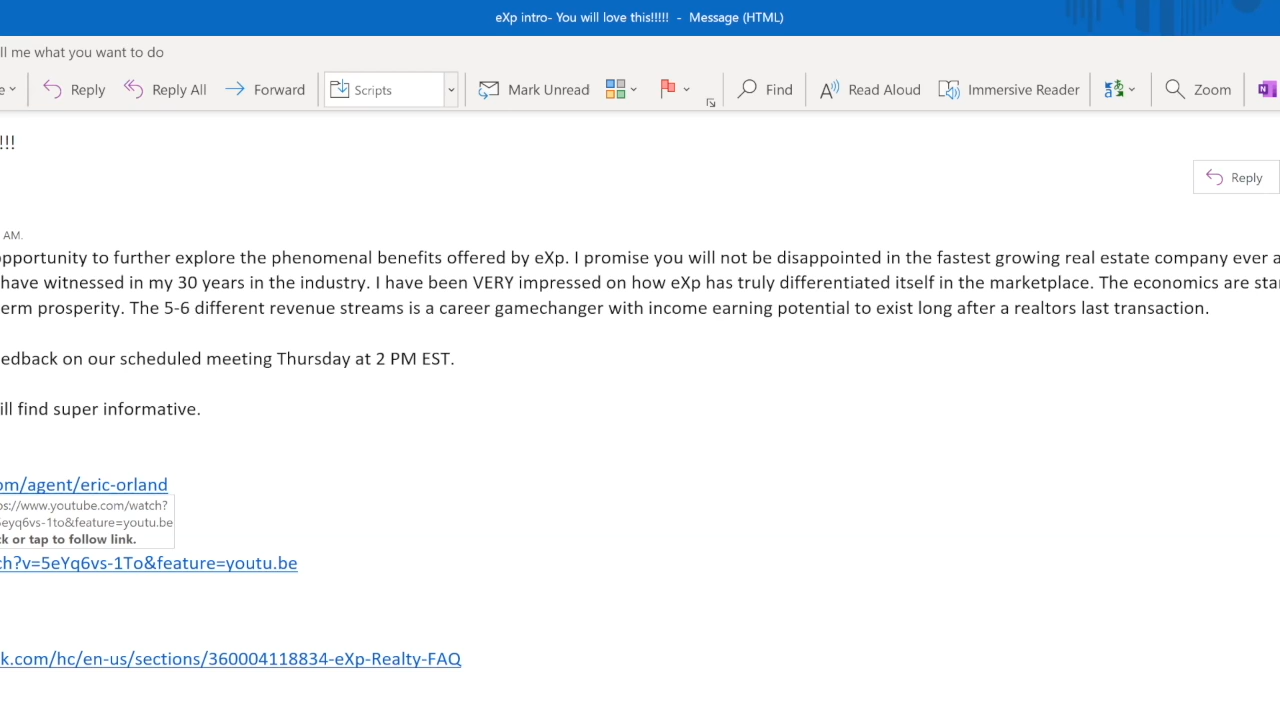 eXp intro- You will love this!!!!! - Message (HTML)
ll me what you want to do
Reply Reply All Forward Scripts Mark Unread Find Read Aloud Immersive Reader Zoom
!!!
Reply
AM.
opportunity to further explore the phenomenal benefits offered by eXp. I promise you will not be disappointed in the fastest growing real estate company ever a
have witnessed in my 30 years in the industry. I have been VERY impressed on how eXp has truly differentiated itself in the marketplace. The economics are star
erm prosperity. The 5-6 different revenue streams is a career gamechanger with income earning potential to exist long after a realtors last transaction.
edback on our scheduled meeting Thursday at 2 PM EST.
ill find super informative.
om/agent/eric-orland
ps://www.youtube.com/watch?
5eyq6vs-1to&feature=youtu.be
ck or tap to follow link.
ch?v=5eYq6vs-1To&feature=youtu.be
k.com/hc/en-us/sections/360004118834-eXp-Realty-FAQ